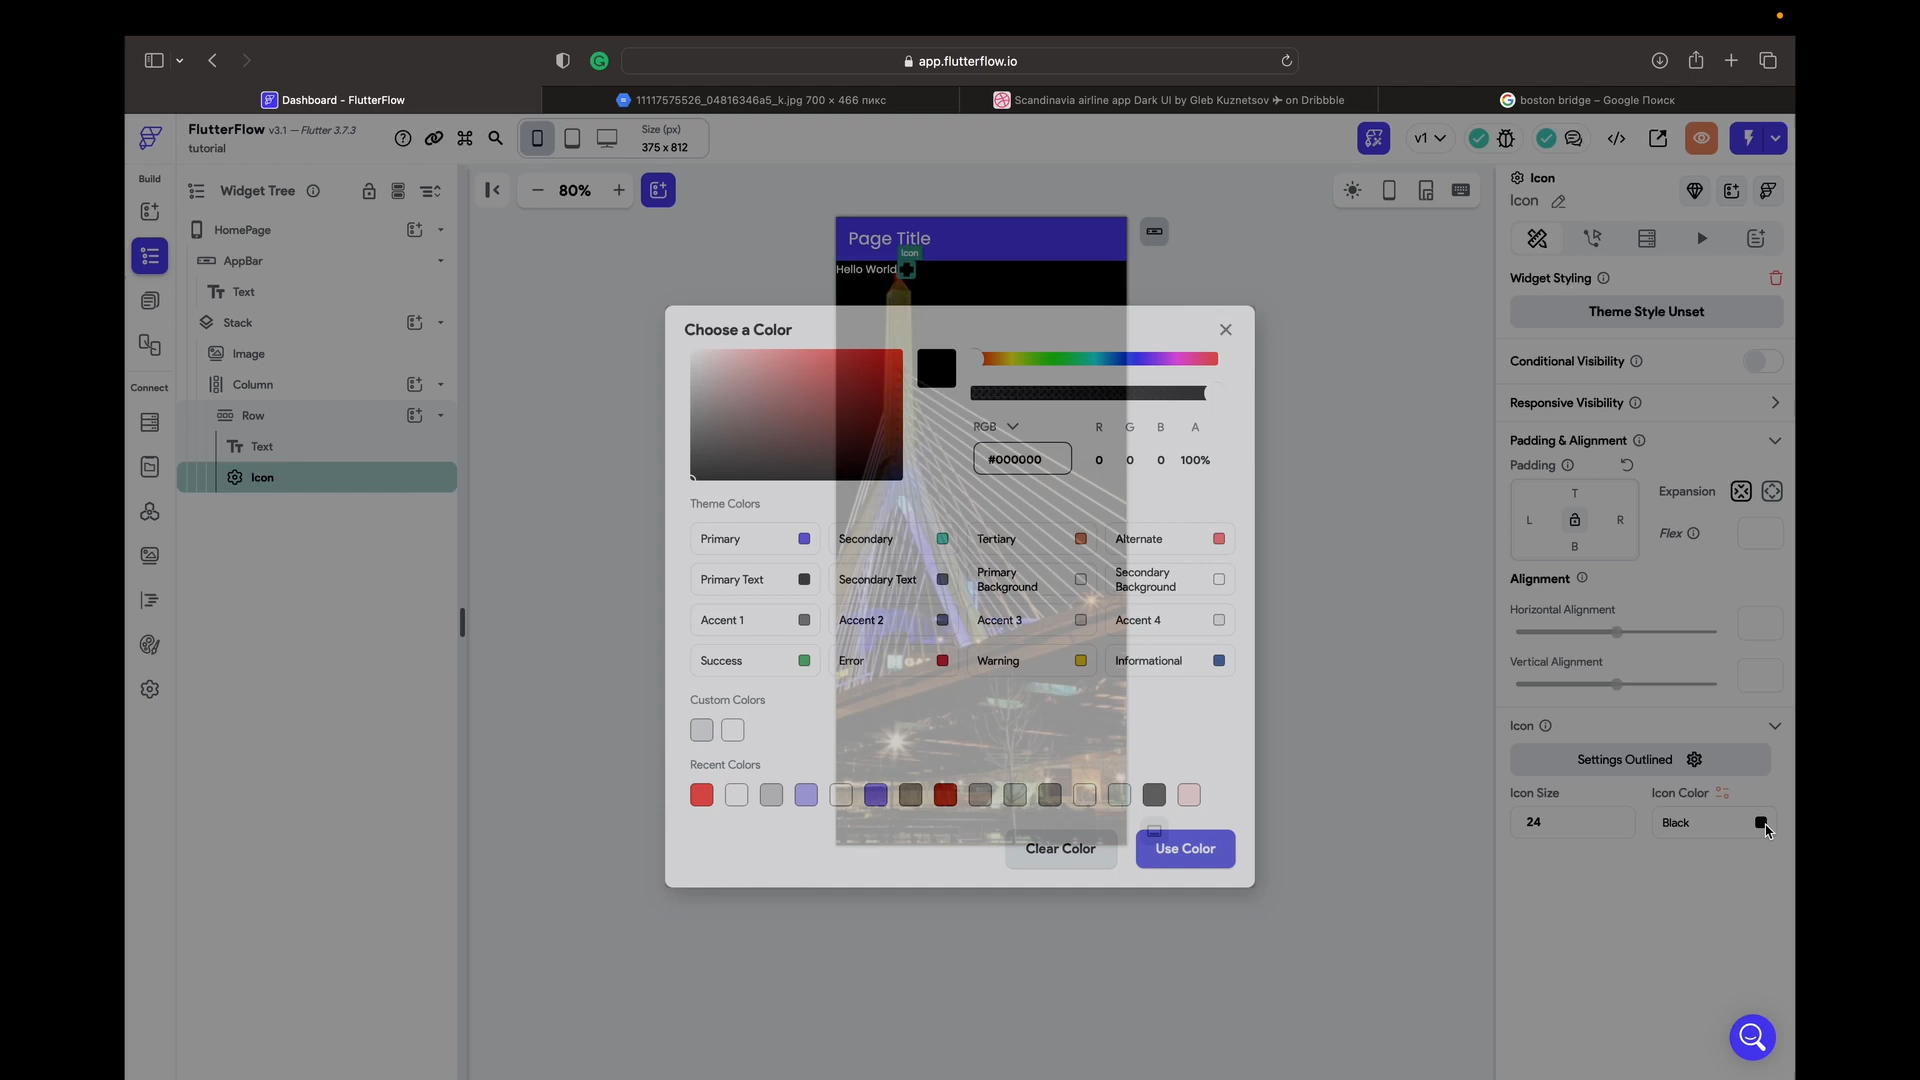 app.flutterflow.io
Dashboard - FlutterFlow
11117575526_04816346a5_k.jpg 700 × 466 пикс
Scandinavia airline app Dark UI by Gleb Kuznetsov ✈ on Dribbble
boston bridge – Google Поиск
FlutterFlow v3.1 — Flutter 3.7.3
tutorial
Size (px)
375 x 812
v1
Build
Connect
Widget Tree
HomePage
AppBar
Text
Stack
Image
Column
Row
Text
Icon
80%
Page Title
Icon
Hello World
Choose a Color
RGB
R G B A
#000000 0 0 0 100%
Theme Colors
Primary
Secondary
Tertiary
Alternate
Primary Text
Secondary Text
Primary
Background
Secondary
Background
Accent 1
Accent 2
Accent 3
Accent 4
Success
Error
Warning
Informational
Custom Colors
Recent Colors
Clear Color
Use Color
Icon
Icon
Widget Styling
Theme Style Unset
Conditional Visibility
Responsive Visibility
Padding & Alignment
Padding
Expansion
T
L
R
B
Flex
Alignment
Horizontal Alignment
Vertical Alignment
Icon
Settings Outlined
Icon Size
Icon Color
24
Black